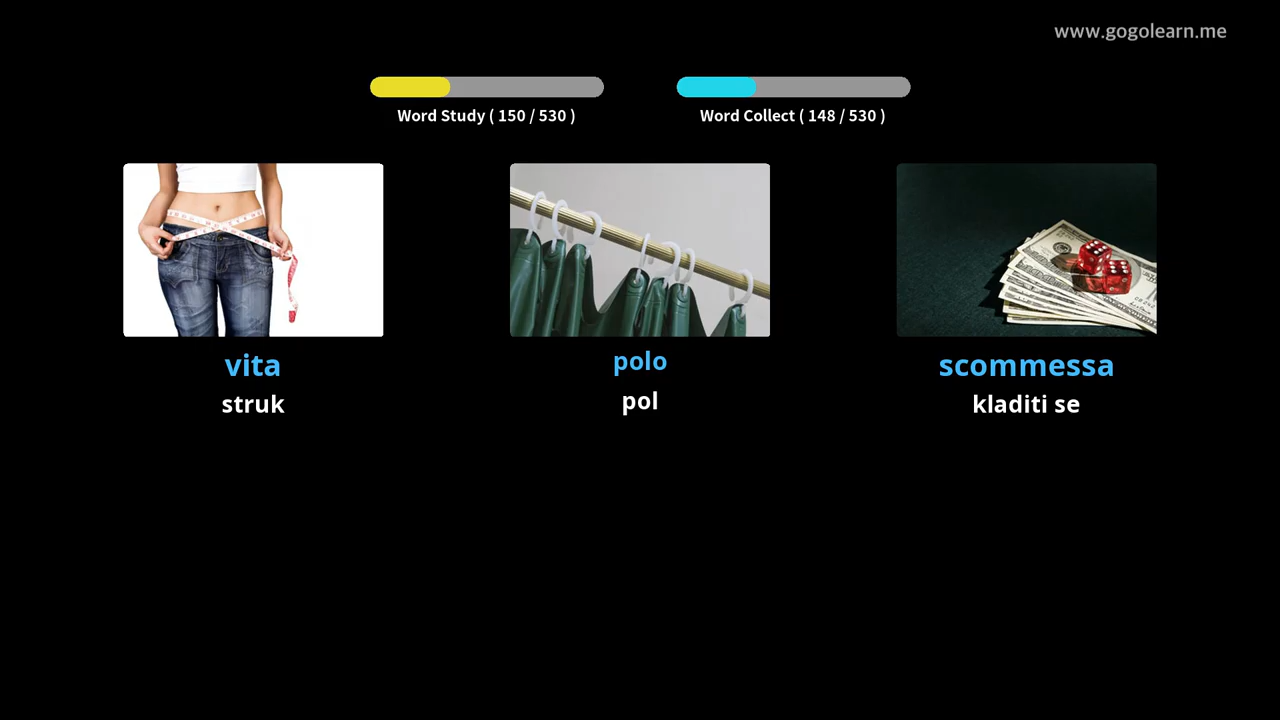 www.gogolearn.me
Word Study ( 150 / 530 )
Word Collect ( 148 / 530 )
vita
struk
polo
pol
scommessa
kladiti se